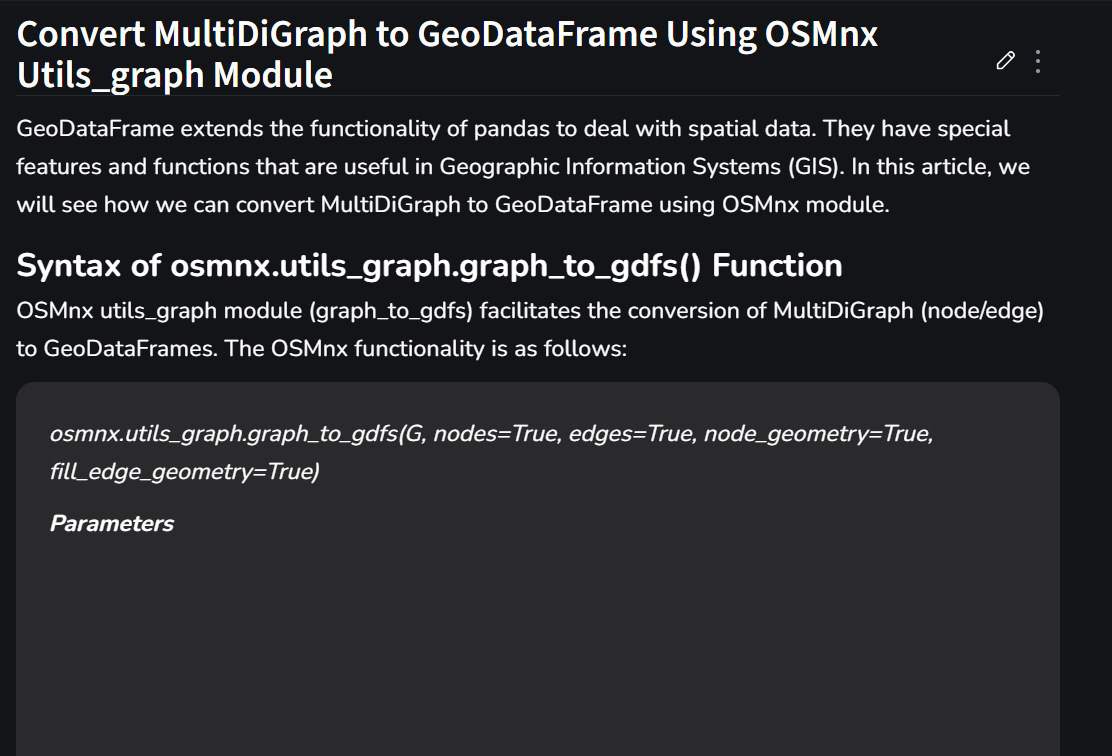 Convert MultiDiGraph to GeoDataFrame Using OSMnx
Utils_graph Module
GeoDataFrame extends the functionality of pandas to deal with spatial data. They have special
features and functions that are useful in Geographic Information Systems (GIS). In this article, we
will see how we can convert MultiDiGraph to GeoDataFrame using OSMnx module.
Syntax of osmnx.utils_graph.graph_to_gdfs() Function
OSMnx utils_graph module (graph_to_gdfs) facilitates the conversion of MultiDiGraph (node/edge)
to GeoDataFrames. The OSMnx functionality is as follows:
osmnx.utils_graph.graph_to_gdfs(G, nodes=True, edges=True, node_geometry=True,
fill_edge_geometry=True)
Parameters